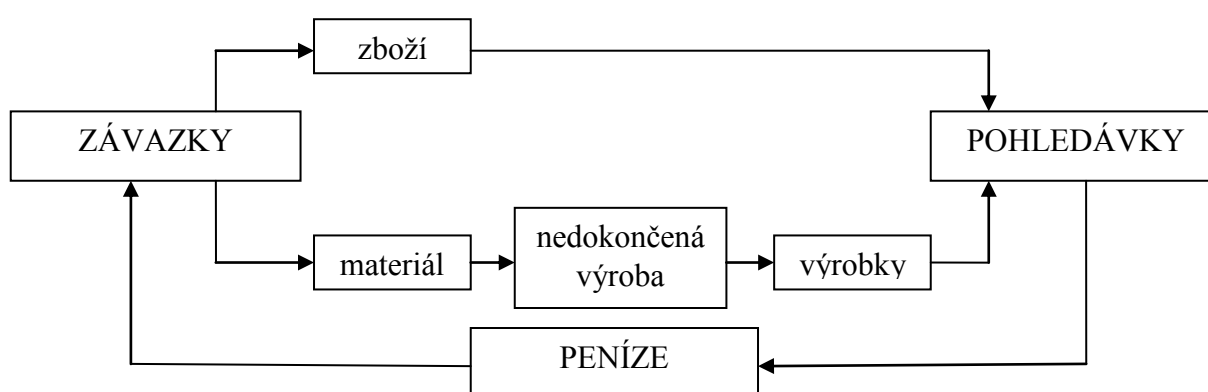 zboží
ZÁVAZKY
POHLEDÁVKY
materiál
nedokončená
výroba
výrobky
PENÍZE